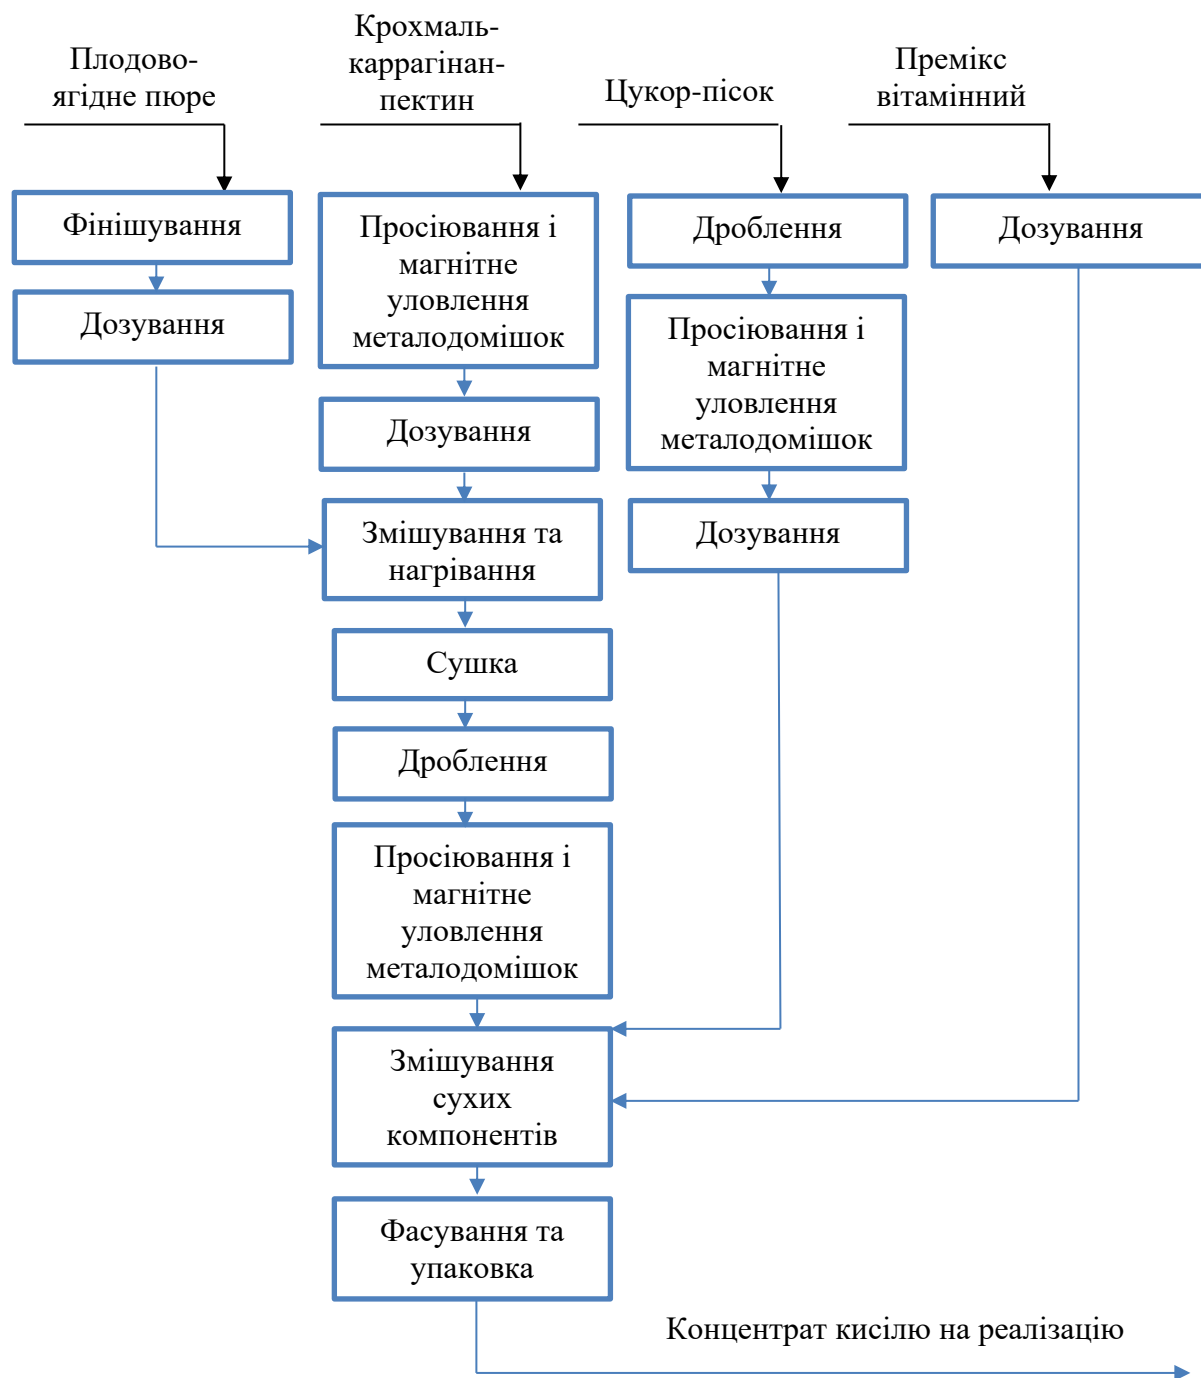 Плодово-
ягідне пюре
Крохмаль-
каррагінан-
пектин
Цукор-пісок
Премікс
вітамінний
Фінішування
Дозування
Просіювання і
магнітне
уловлення
металодомішок
Дозування
Дроблення
Просіювання і
магнітне
уловлення
металодомішок
Дозування
Дозування
Змішування та
нагрівання
Сушка
Дроблення
Просіювання і
магнітне
уловлення
металодомішок
Змішування
сухих
компонентів
Фасування та
упаковка
Концентрат кисілю на реалізацію